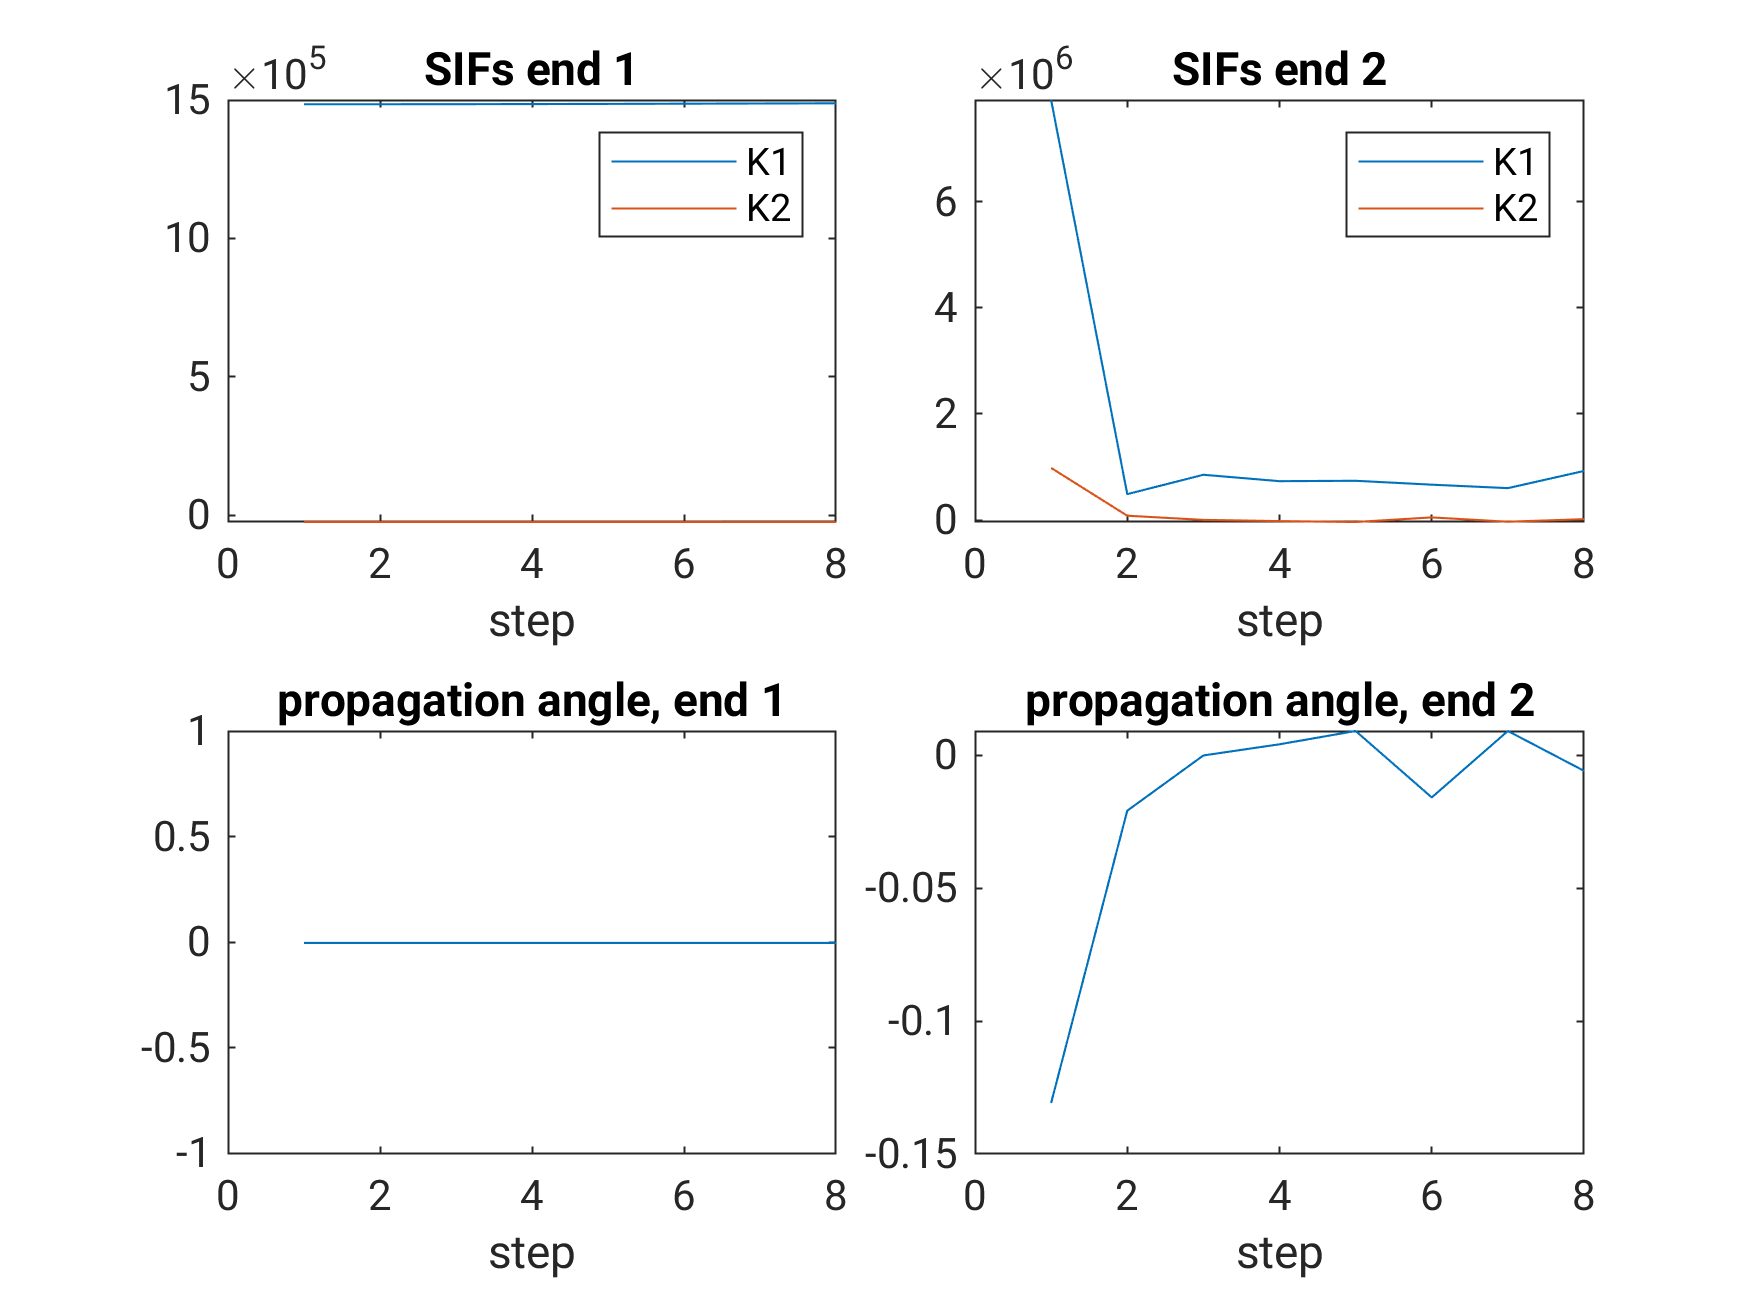 ×10^5
SIFs end 1
15
10
5
0
K1
K2
0 2 4 6 8
step
×10^6
SIFs end 2
6
4
2
0
K1
K2
0 2 4 6 8
step
propagation angle, end 1
1
0.5
0
-0.5
-1
0 2 4 6 8
step
propagation angle, end 2
0
-0.05
-0.1
-0.15
0 2 4 6 8
step